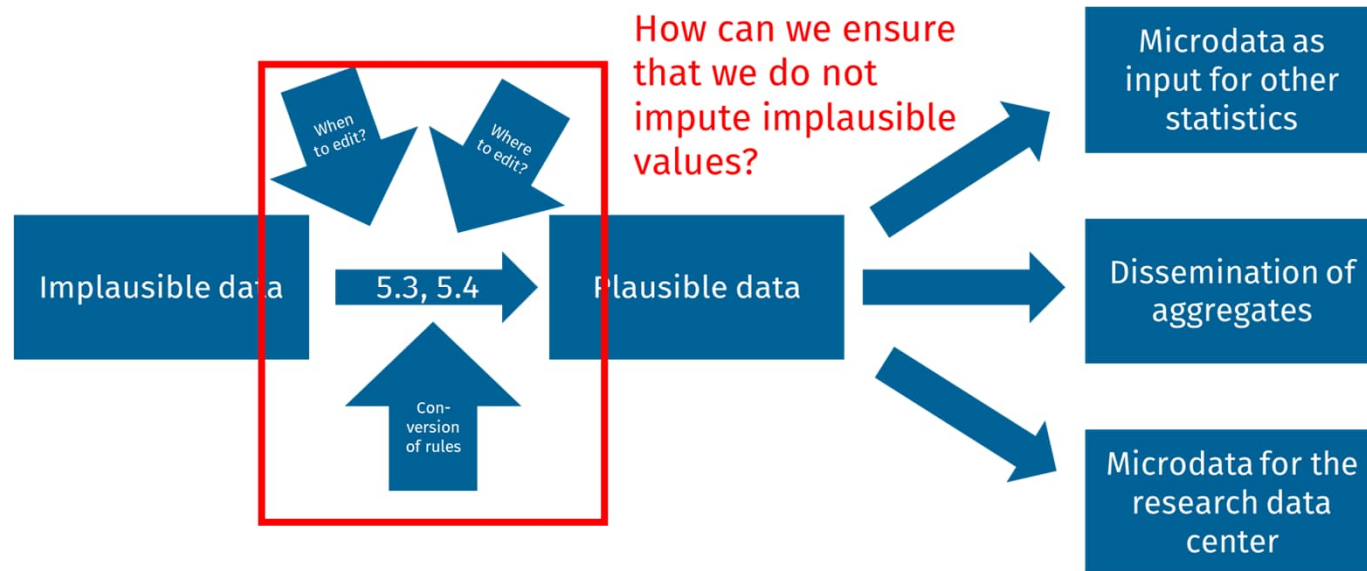 How can we ensure
that we do not
impute implausible
values?
When
to edit?
Where
to edit?
Implausible data
5.3, 5.4
Plausible data
Con-
version
of rules
Microdata as
input for other
statistics
Dissemination of
aggregates
Microdata for the
research data
center